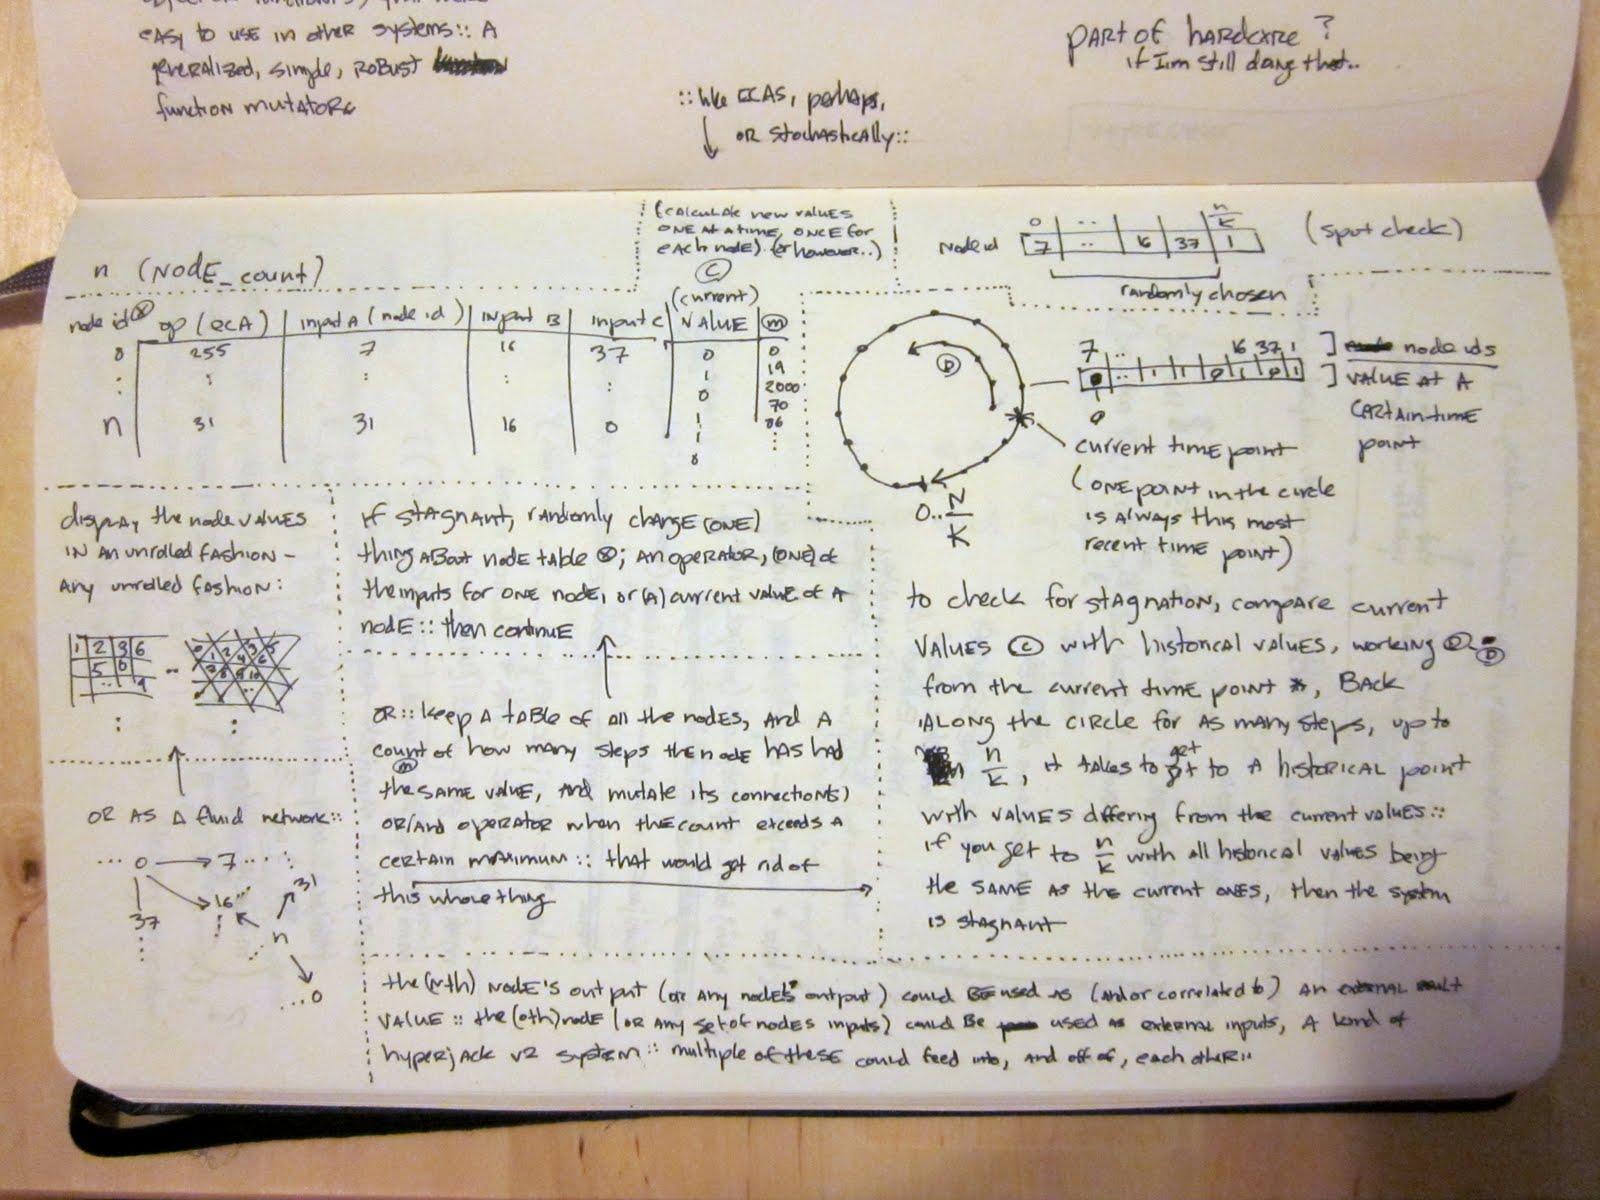 easy to use in other systems :: A
generalized, simple, robust
function mutators
:: like ECAS, perhaps,
or stochastically ::
part of hardcore ?
if I'm still doing that..
n (NODE_count)
(calculate new values
one at a time, once for
each node) (or however..)
C
(current)
node id op (ECA) input A (node id) Input B input C VALUE m
0 255 7 16 37 0 0
: : : : 1 19
0 2000
70
n 31 31 16 0 1 86
1 :
0
0 .. n/k
node id 7 .. 16 37 1 (spot check)
randomly chosen
D
7 .. 16 37 1 ] node ids
0 .. 1 1 0 1 0 1 ] value at a
certain time
point
0
current time point
(one point in the circle
is always this most
recent time point)
0..N/K
display the node values
in an unrolled fashion –
any unrolled fashion:
1 2 3 6
5 0
.. 9
..
or as a fluid network ::
... 0 → 7 ...
37 16 31
n
...0
if stagnant, randomly change (one)
thing about node table ⓧ; an operator, (one) of
the inputs for one node, or (a) current value of a
node :: then continue
or :: keep a table of all the nodes, and a
count of how many steps the node has had
m
the same value, and mutate its connection(s)
or/and operator when the count exceeds a
certain maximum :: that would get rid of
this whole thing
to check for stagnation, compare current
values C with historical values, working D
from the current time point *, back
along the circle for as many steps, up to
n/k, it takes to get to a historical point
with values differing from the current values ::
if you get to n/k with all historical values being
the same as the current ones, then the system
is stagnant
the (nth) node's output (or any node's output) could be used as (and/or correlated to) an external
value :: the (0th) node (or any set of nodes inputs) could be used as external inputs, a kind of
hyperjack v2 system :: multiple of these could feed into, and off of, each other ::